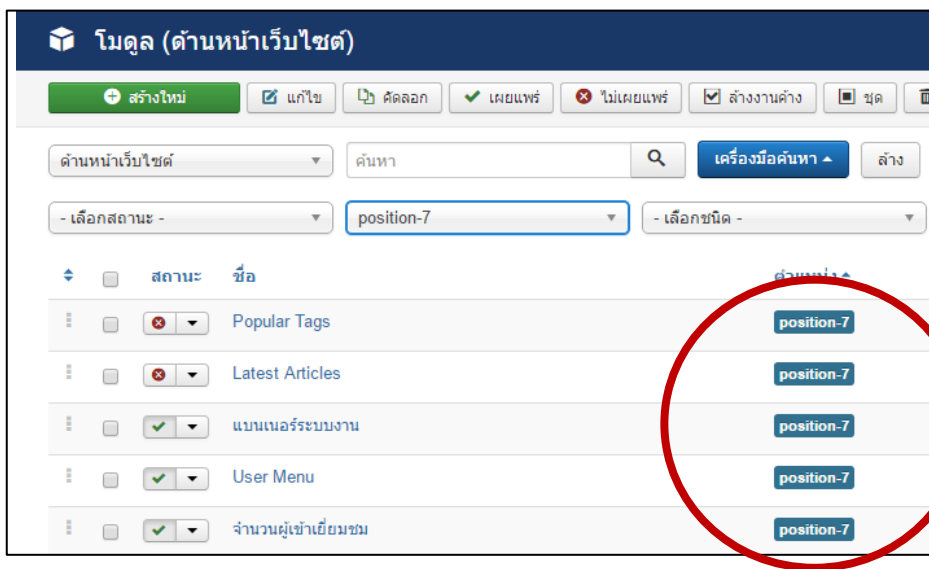 โมดูล (ด้านหน้าเว็บไซต์)
สร้างใหม่ แก้ไข คัดลอก เผยแพร่ ไม่เผยแพร่ ล้างงานค้าง ชุด
ด้านหน้าเว็บไซต์ ค้นหา เครื่องมือค้นหา ล้าง
- เลือกสถานะ - position-7 - เลือกชนิด -
สถานะ ชื่อ ตำแหน่ง
Popular Tags position-7
Latest Articles position-7
แบนเนอร์ระบบงาน position-7
User Menu position-7
จำนวนผู้เข้าเยี่ยมชม position-7